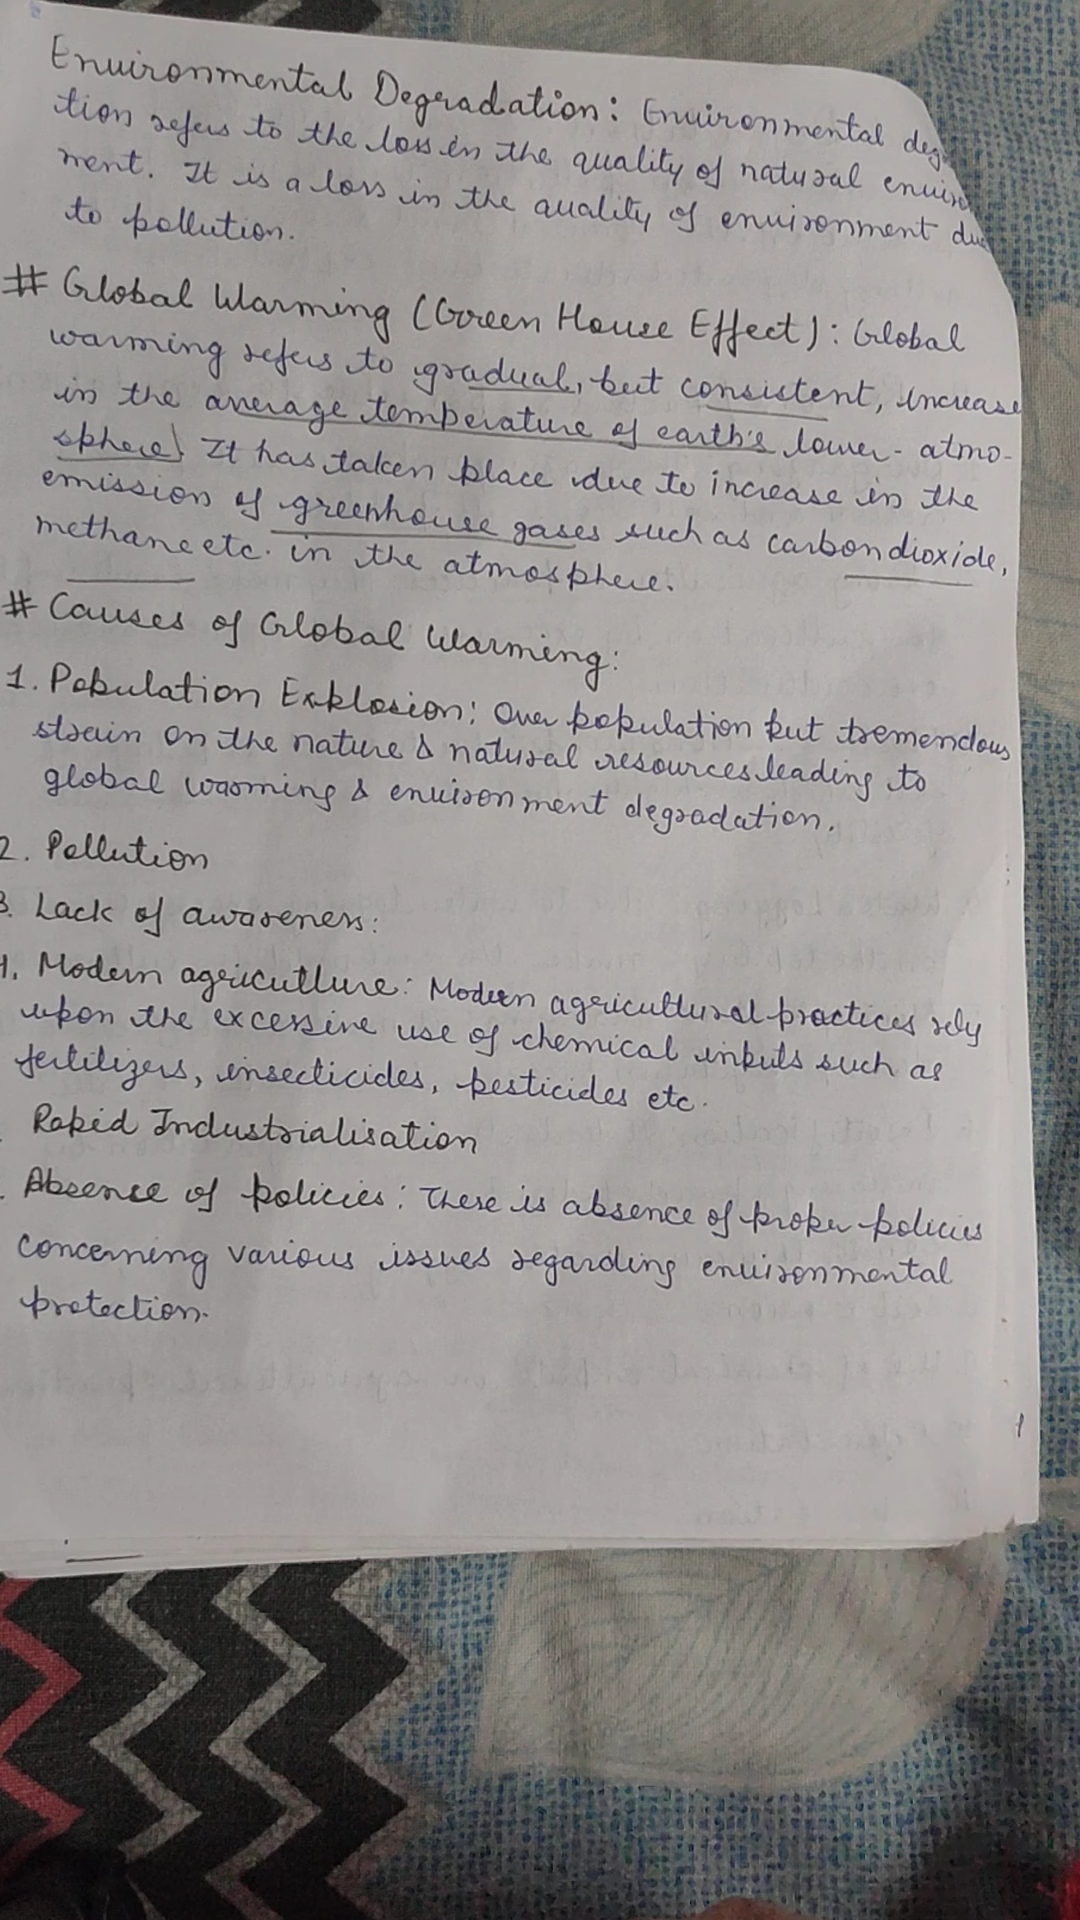 Environmental Degradation: Environmental deg
tion refers to the loss in the quality of natural enviro
ment. It is a loss in the quality of environment due
to pollution.
# Global Warming (Green House Effect): Global
warming refers to gradual, but consistent, increase
in the average temperature of earth's lower- atmo-
sphere). It has taken place due to increase in the
emission of greenhouse gases such as carbondioxide,
methane etc. in the atmosphere.
# Causes of Global Warming:
1. Population Explosion: Over population put tremendous
strain on the nature & natural resources leading to
global warming & environment degradation.
2. Pollution
3. Lack of awareness:
4. Modern agricutlure: Modern agricultural practices rely
upon the excessive use of chemical inputs such as
fertilizers, insecticides, pesticides etc.
Rapid Industrialisation
. Absence of policies: There is absence of proper policies
concerning various issues regarding environmental
protection.